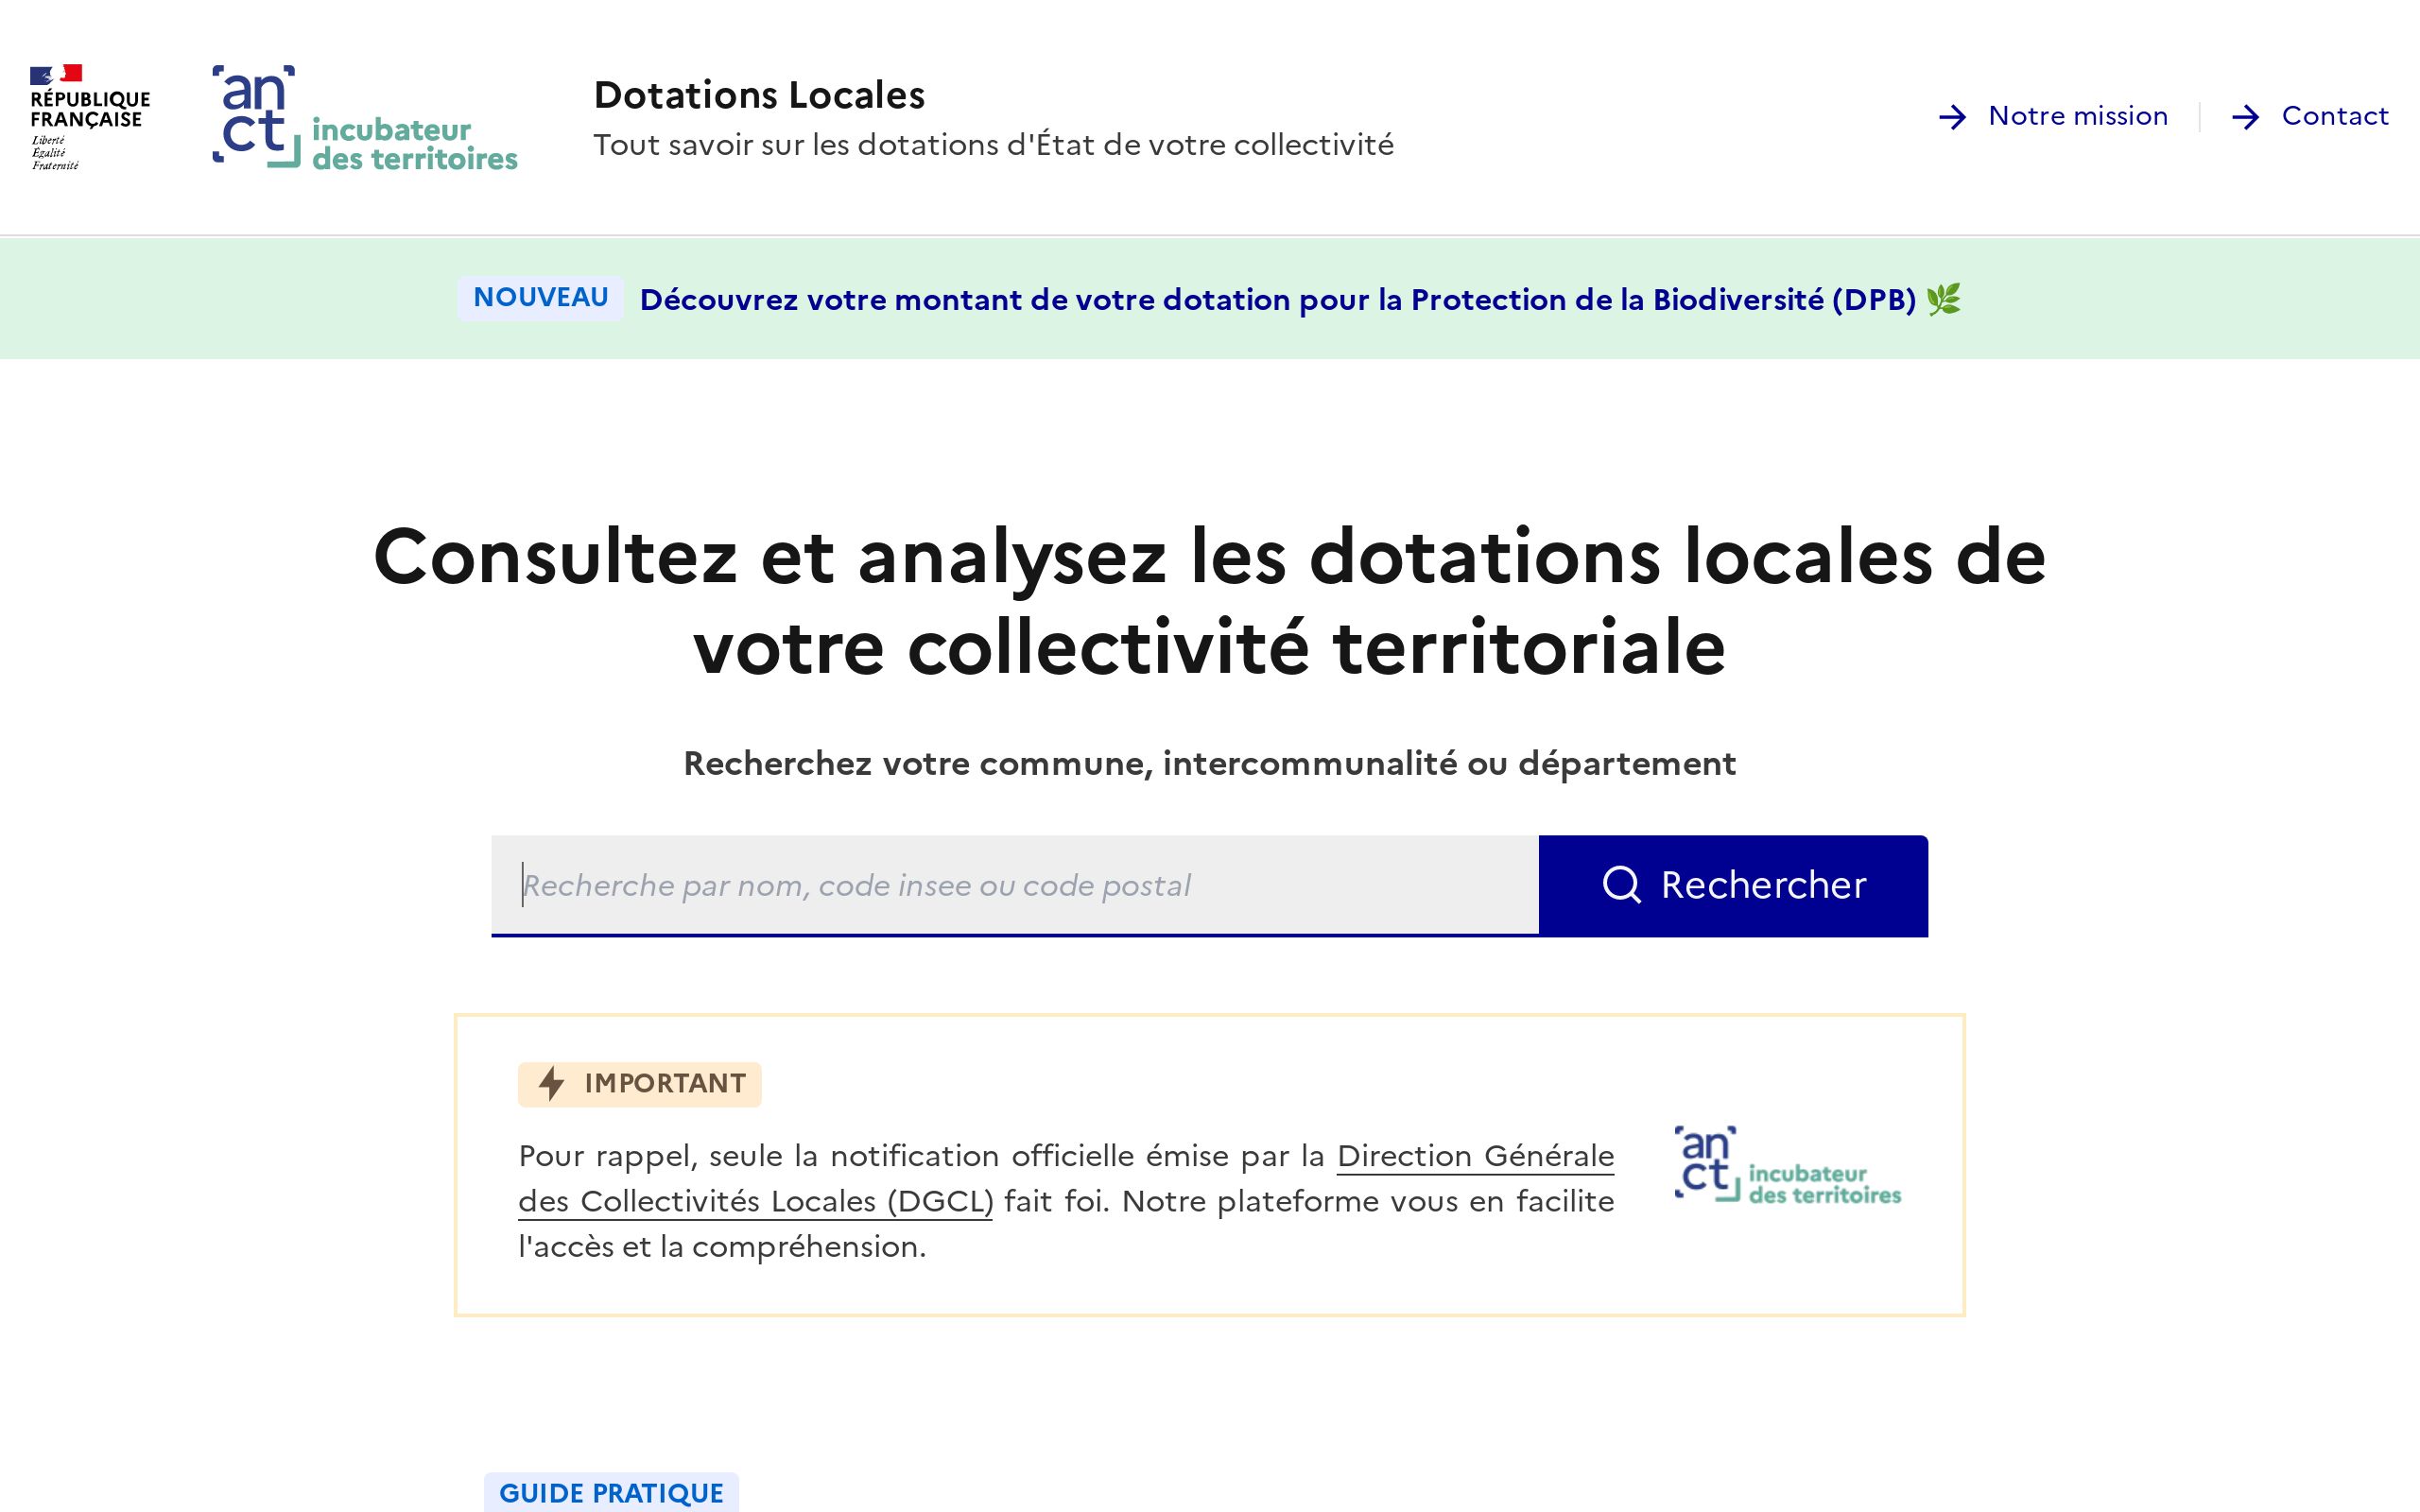 RÉPUBLIQUE
FRANÇAISE
Liberté
Égalité
Fraternité
an
ct
incubateur
des territoires
Dotations Locales
Tout savoir sur les dotations d'État de votre collectivité
Notre mission
Contact
NOUVEAU Découvrez votre montant de votre dotation pour la Protection de la Biodiversité (DPB) 🌿
Consultez et analysez les dotations locales de
votre collectivité territoriale
Recherchez votre commune, intercommunalité ou département
Recherche par nom, code insee ou code postal
Rechercher
IMPORTANT
Pour rappel, seule la notification officielle émise par la Direction Générale
des Collectivités Locales (DGCL) fait foi. Notre plateforme vous en facilite
l'accès et la compréhension.
an
ct
incubateur
des territoires
GUIDE PRATIQUE